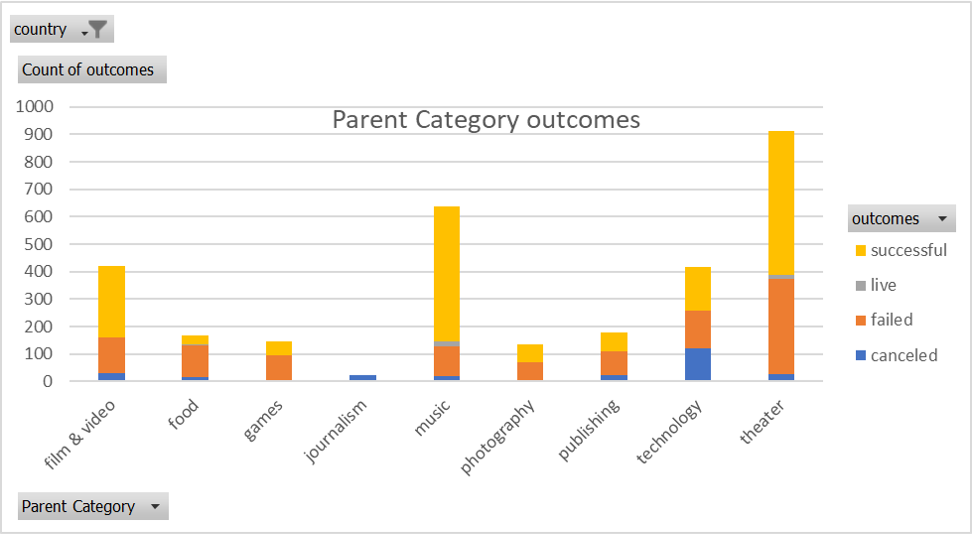 country
Count of outcomes
Parent Category outcomes
1000
900
800
700
600
500
400
300
200
100
0
film & video
food
games
journalism
music
photography
publishing
technology
theater
outcomes
successful
live
failed
canceled
Parent Category